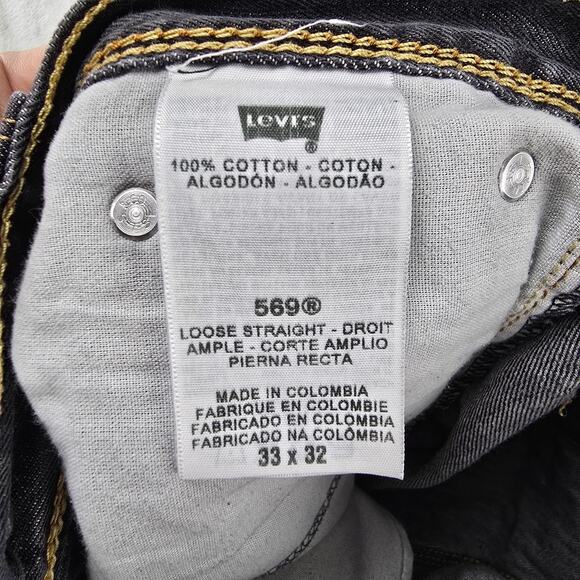 LEVI'S
®
100% COTTON - COTON -
ALGODÓN - ALGODÃO
569®
LOOSE STRAIGHT - DROIT
AMPLE - CORTE AMPLIO
PIERNA RECTA
MADE IN COLOMBIA
FABRIQUE EN COLOMBIE
FABRICADO EN COLOMBIA
FABRICADO NA COLÔMBIA
33 x 32